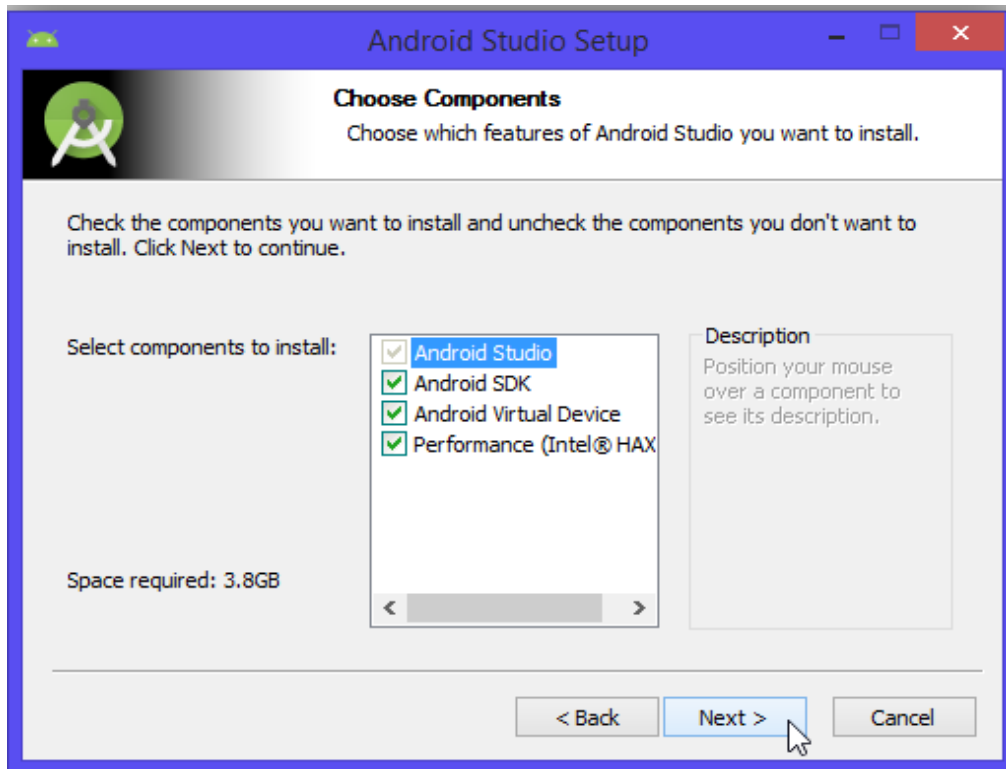 Android Studio Setup
Choose Components
Choose which features of Android Studio you want to install.
Check the components you want to install and uncheck the components you don't want to
install. Click Next to continue.
Select components to install:
Android Studio
Android SDK
Android Virtual Device
Performance (Intel® HAX
Description
Position your mouse
over a component to
see its description.
Space required: 3.8GB
< Back
Next >
Cancel